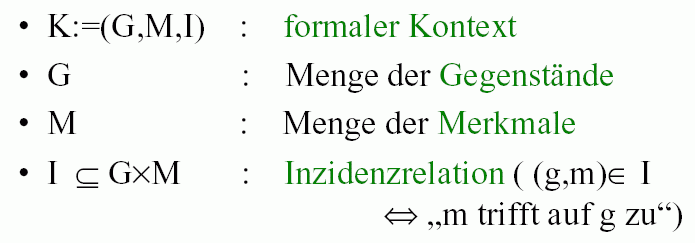 • K:=(G,M,I) : formaler Kontext
• G : Menge der Gegenstände
• M : Menge der Merkmale
• I ⊆ G×M : Inzidenzrelation ( (g,m)∈ I
⇔ „m trifft auf g zu“)